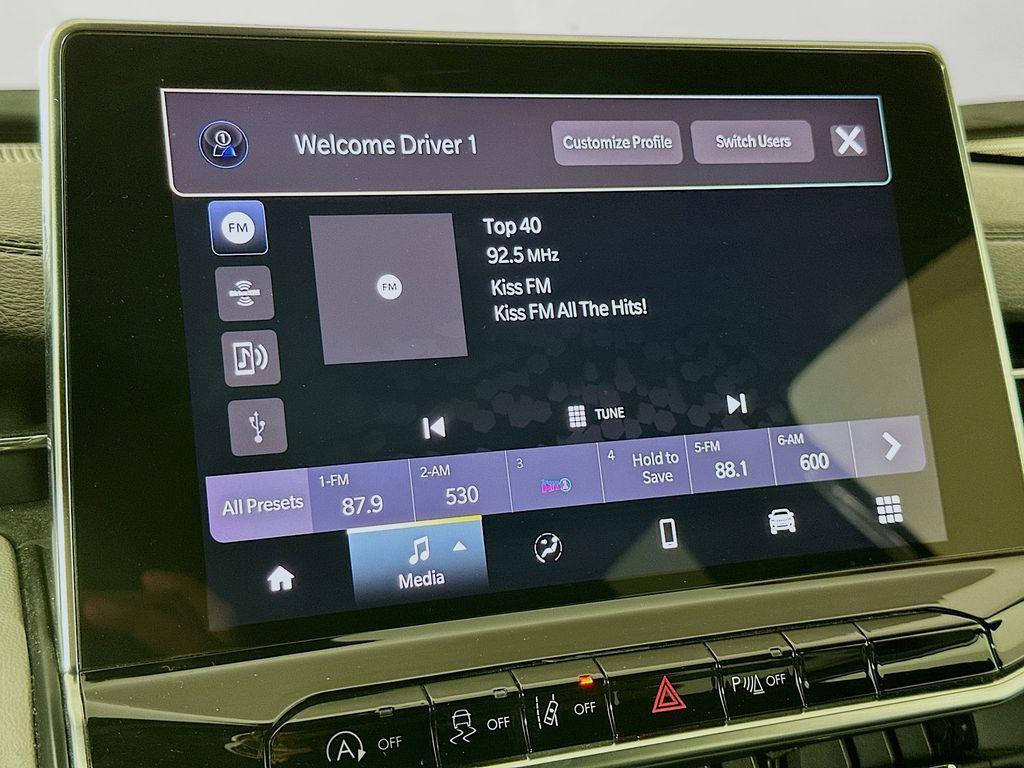 1
Welcome Driver 1
Customize Profile
Switch Users
FM
FM
Top 40
92.5 MHz
Kiss FM
Kiss FM All The Hits!
TUNE
All Presets
1-FM
87.9
2-AM
530
3
4
Hold to
Save
5-FM
88.1
6-AM
600
Media
A OFF
OFF
OFF
P OFF